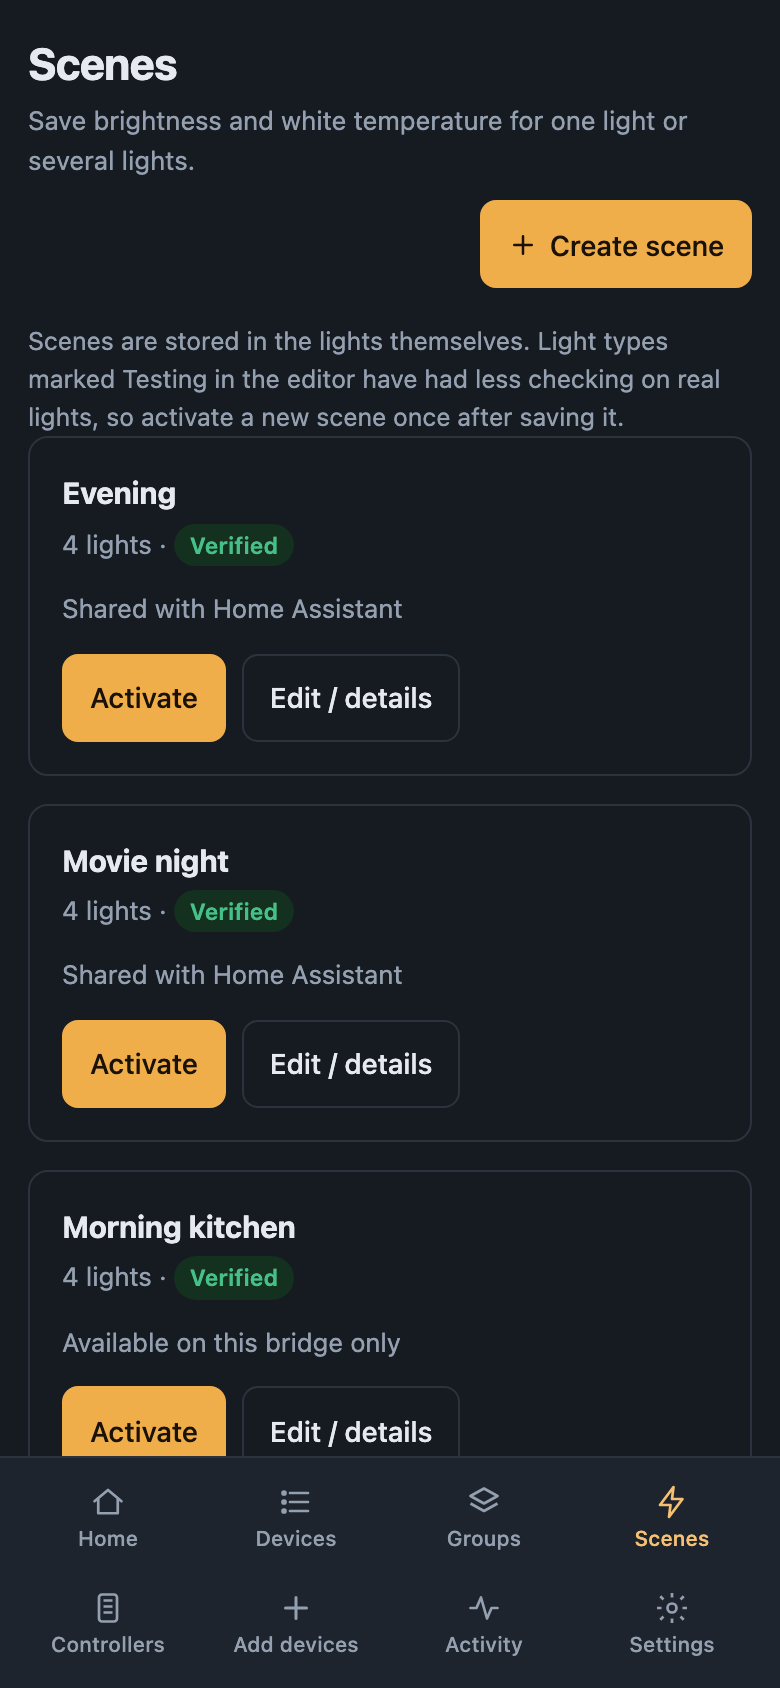 Scenes
Save brightness and white temperature for one light or
several lights.
+ Create scene
Scenes are stored in the lights themselves. Light types
marked Testing in the editor have had less checking on real
lights, so activate a new scene once after saving it.
Evening
4 lights · Verified
Shared with Home Assistant
Activate Edit / details
Movie night
4 lights · Verified
Shared with Home Assistant
Activate Edit / details
Morning kitchen
4 lights · Verified
Available on this bridge only
Activate Edit / details
Home Devices Groups Scenes
Controllers Add devices Activity Settings